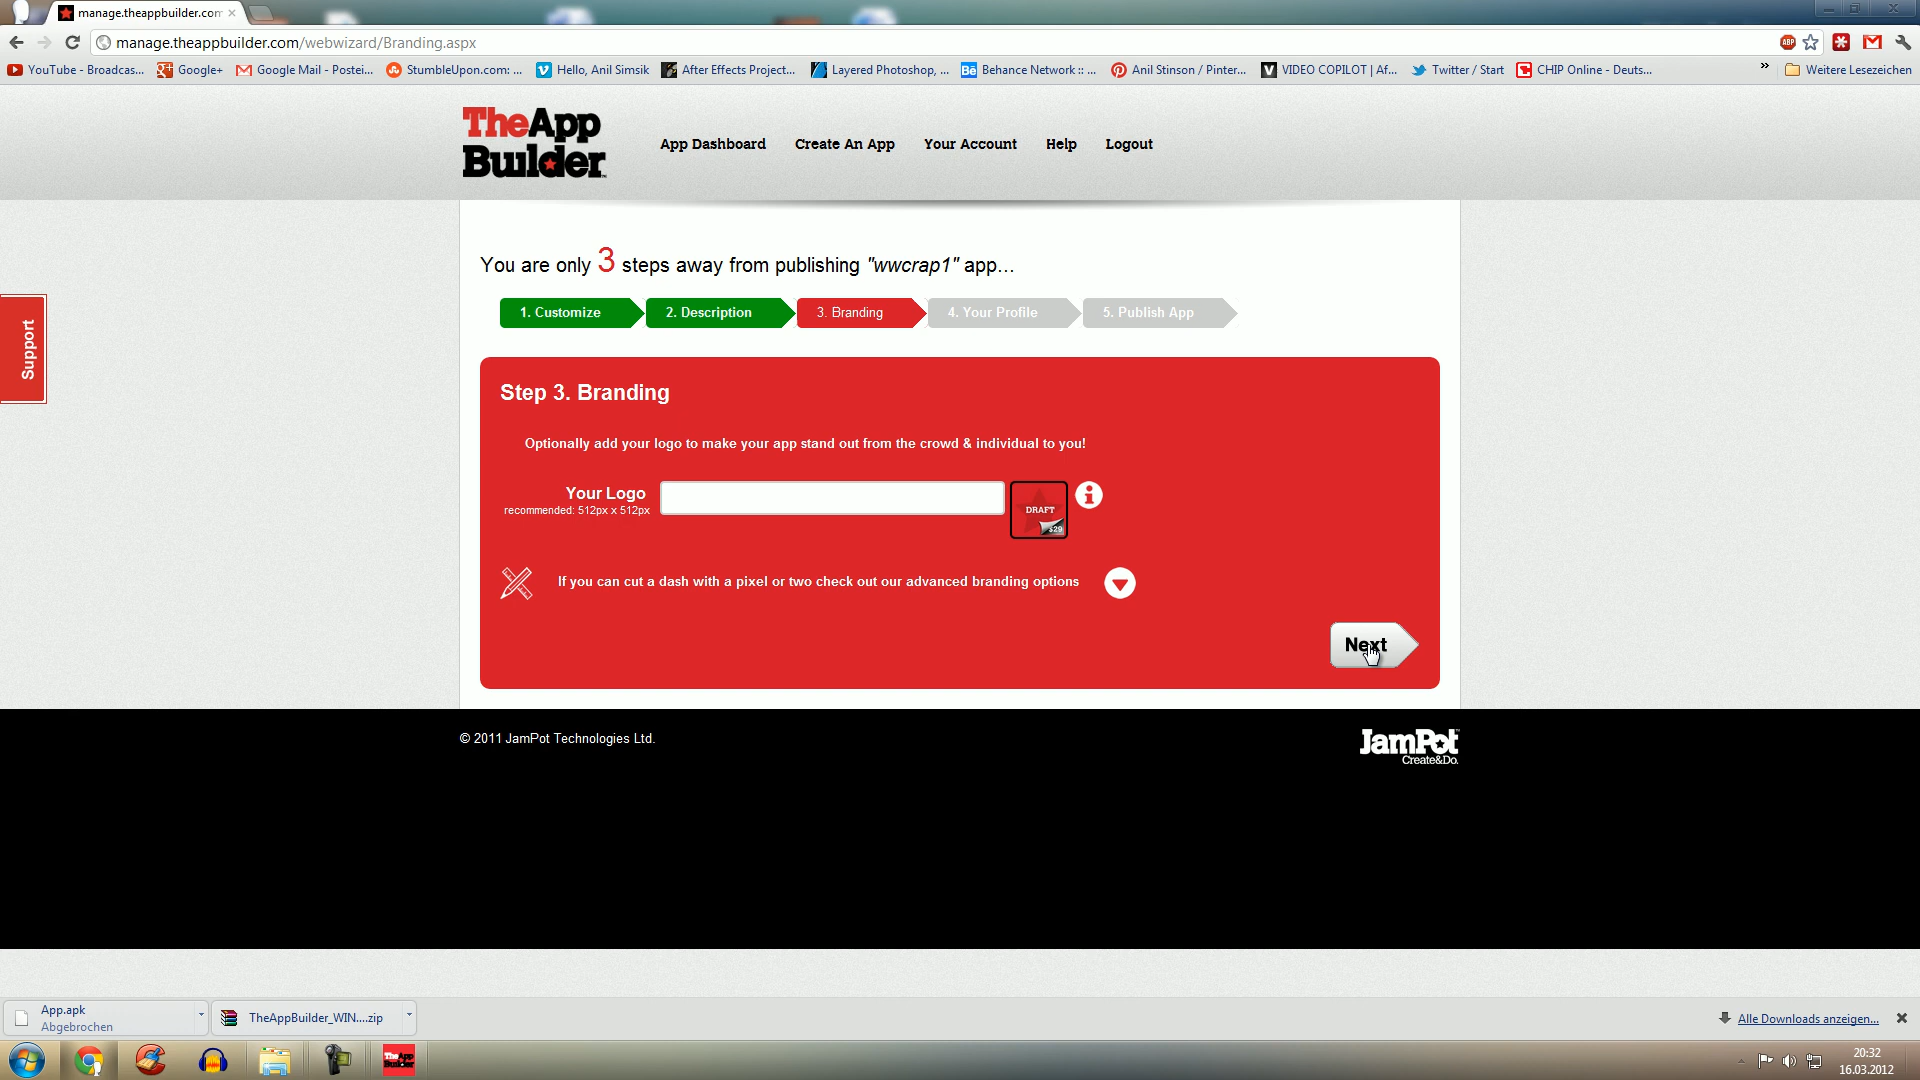 manage.theappbuilder.com
manage.theappbuilder.com/webwizard/Branding.aspx
ABP
YouTube - Broadcas...
Google+
Google Mail - Postei...
StumbleUpon.com: ...
Hello, Anil Simsik
After Effects Project...
Layered Photoshop, ...
Bē Behance Network :: ...
Anil Stinson / Pinter...
VIDEO COPILOT | Af...
Twitter / Start
CHIP Online - Deuts...
»
Weitere Lesezeichen
TheApp
Builder
App Dashboard
Create An App
Your Account
Help
Logout
Support
You are only 3 steps away from publishing "wwcrap1" app...
1. Customize
2. Description
3. Branding
4. Your Profile
5. Publish App
Step 3. Branding
Optionally add your logo to make your app stand out from the crowd & individual to you!
Your Logo
recommended: 512px x 512px
DRAFT
$29
If you can cut a dash with a pixel or two check out our advanced branding options
Next
© 2011 JamPot Technologies Ltd.
JamPot
Create&Do.
App.apk
Abgebrochen
TheAppBuilder_WIN....zip
Alle Downloads anzeigen...
TheApp
Builder
20:32
16.03.2012